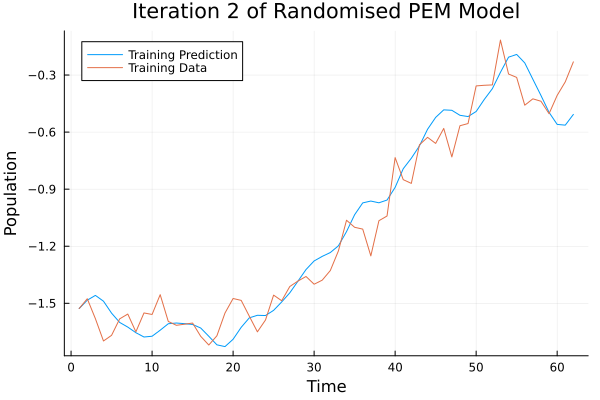 Iteration 2 of Randomised PEM Model
Training Prediction
Training Data
Population
−0.3
−0.6
−0.9
−1.2
−1.5
0 10 20 30 40 50 60
Time